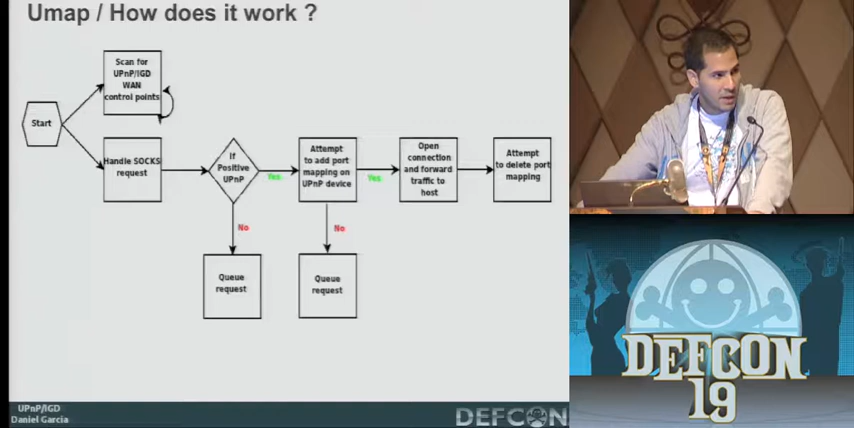 Umap / How does it work ?
Scan for
UPnP/IGD
WAN
control points
Start
Handle SOCKS
request
If
Positive
UPnP
Yes
Attempt
to add port
mapping on
UPnP device
Yes
Open
connection
and forward
traffic to
host
Attempt
to delete port
mapping
No
No
Queue
request
Queue
request
UPnP/IGD
Daniel Garcia
DEFCON
DEFCON
19